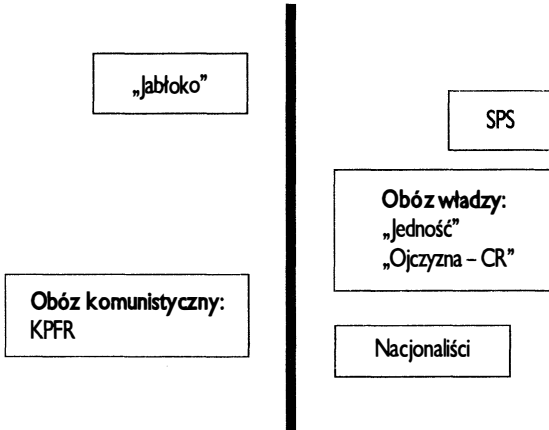 „Jabłoko”
SPS
Obóz władzy:
„Jedność”
„Ojczyzna – CR”
Obóz komunistyczny:
KPFR
Nacjonaliści